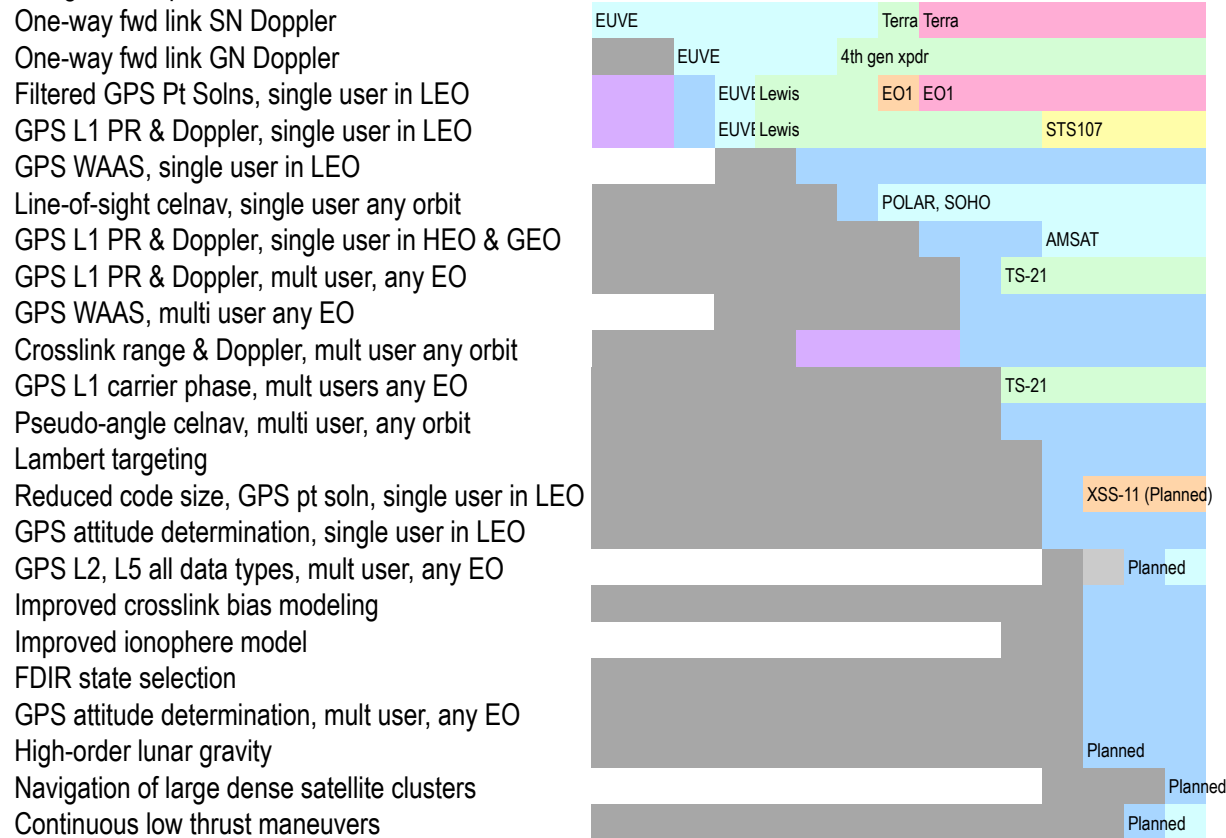 One-way fwd link SN Doppler EUVE Terra Terra
One-way fwd link GN Doppler EUVE 4th gen xpdr
Filtered GPS Pt Solns, single user in LEO EUVE Lewis EO1 EO1
GPS L1 PR & Doppler, single user in LEO EUVE Lewis STS107
GPS WAAS, single user in LEO
Line-of-sight celnav, single user any orbit POLAR, SOHO
GPS L1 PR & Doppler, single user in HEO & GEO AMSAT
GPS L1 PR & Doppler, mult user, any EO TS-21
GPS WAAS, multi user any EO
Crosslink range & Doppler, mult user any orbit
GPS L1 carrier phase, mult users any EO TS-21
Pseudo-angle celnav, multi user, any orbit
Lambert targeting
Reduced code size, GPS pt soln, single user in LEO XSS-11 (Planned)
GPS attitude determination, single user in LEO
GPS L2, L5 all data types, mult user, any EO Planned
Improved crosslink bias modeling
Improved ionophere model
FDIR state selection
GPS attitude determination, mult user, any EO
High-order lunar gravity Planned
Navigation of large dense satellite clusters Planned
Continuous low thrust maneuvers Planned